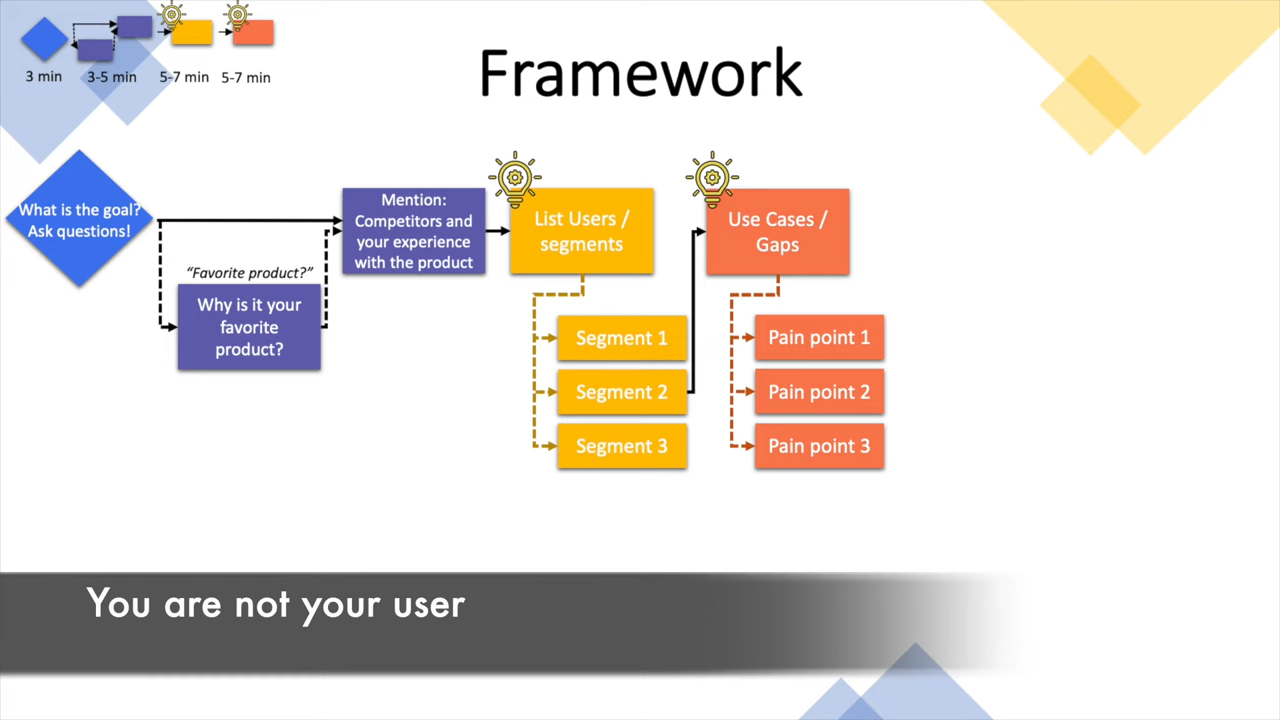 3 min
3-5 min
5-7 min
5-7 min
Framework
What is the goal?
Ask questions!
“Favorite product?”
Why is it your
favorite
product?
Mention:
Competitors and
your experience
with the product
List Users /
segments
Segment 1
Segment 2
Segment 3
Use Cases /
Gaps
Pain point 1
Pain point 2
Pain point 3
You are not your user